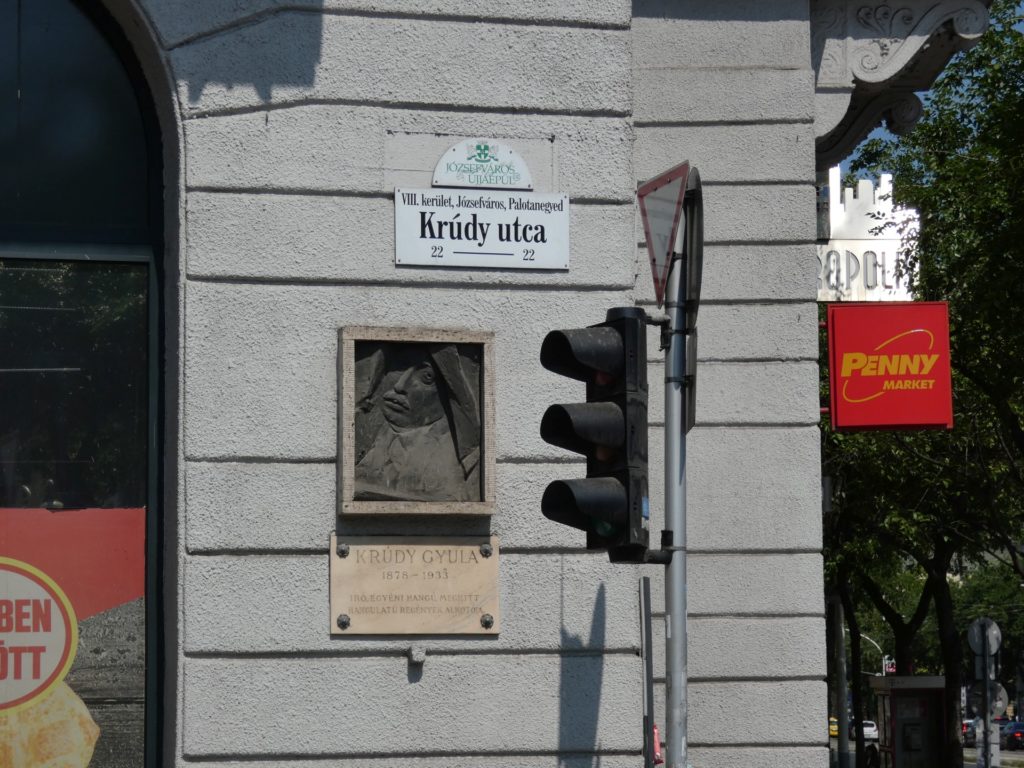 JÓZSEFVÁROS
ÚJJÁÉPÜL
VIII. kerület, Józsefváros, Palotanegyed
Krúdy utca
22 — 22
KRÚDY GYULA
1878 – 1933
ÍRÓ, EGYÉNI HANGÚ, MEGHITT
HANGULATÚ REGÉNYEK ALKOTÓJA
PENNY
MARKET
BEN
ÖTT